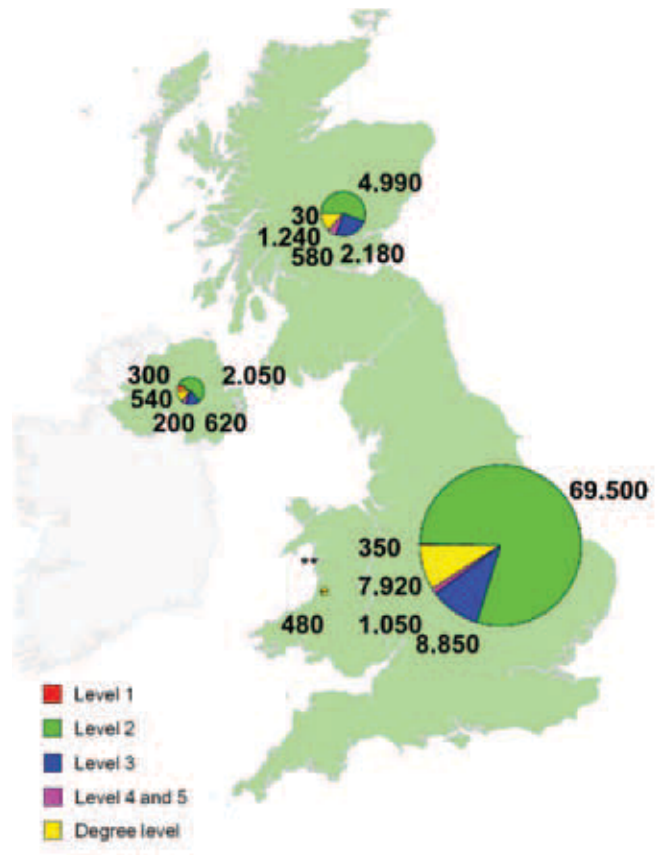 4.990
30
1.240
580 2.180
300 2.050
540
200 620
69.500
350
**
7.920
480 1.050
8.850
Level 1
Level 2
Level 3
Level 4 and 5
Degree level